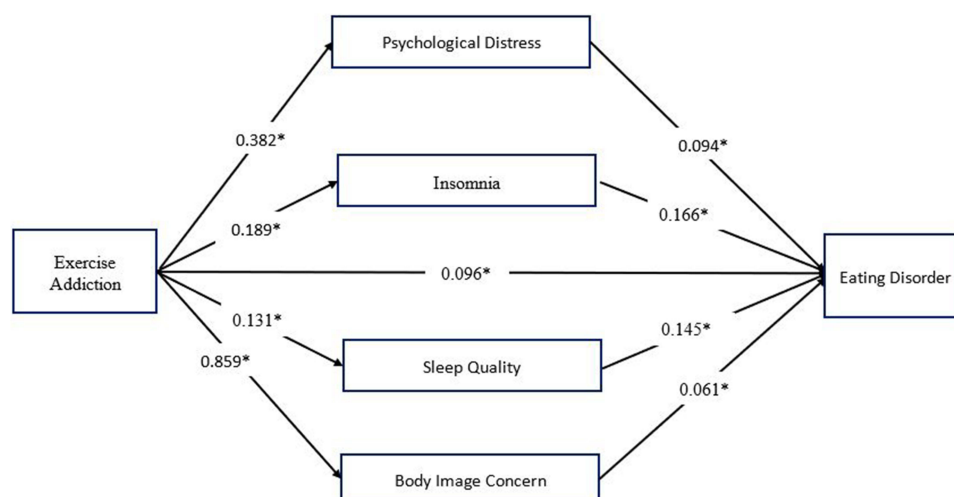 Psychological Distress
0.382*
0.094*
Insomnia
0.189*
0.166*
Exercise
Addiction
0.096*
Eating Disorder
0.131*
0.145*
Sleep Quality
0.859*
0.061*
Body Image Concern